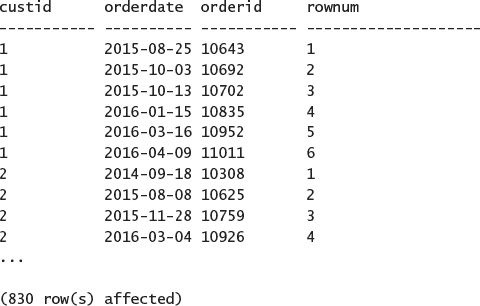 custid      orderdate  orderid     rownum
----------- ---------- ----------- --------------------
1           2015-08-25 10643       1
1           2015-10-03 10692       2
1           2015-10-13 10702       3
1           2016-01-15 10835       4
1           2016-03-16 10952       5
1           2016-04-09 11011       6
2           2014-09-18 10308       1
2           2015-08-08 10625       2
2           2015-11-28 10759       3
2           2016-03-04 10926       4
...
(830 row(s) affected)